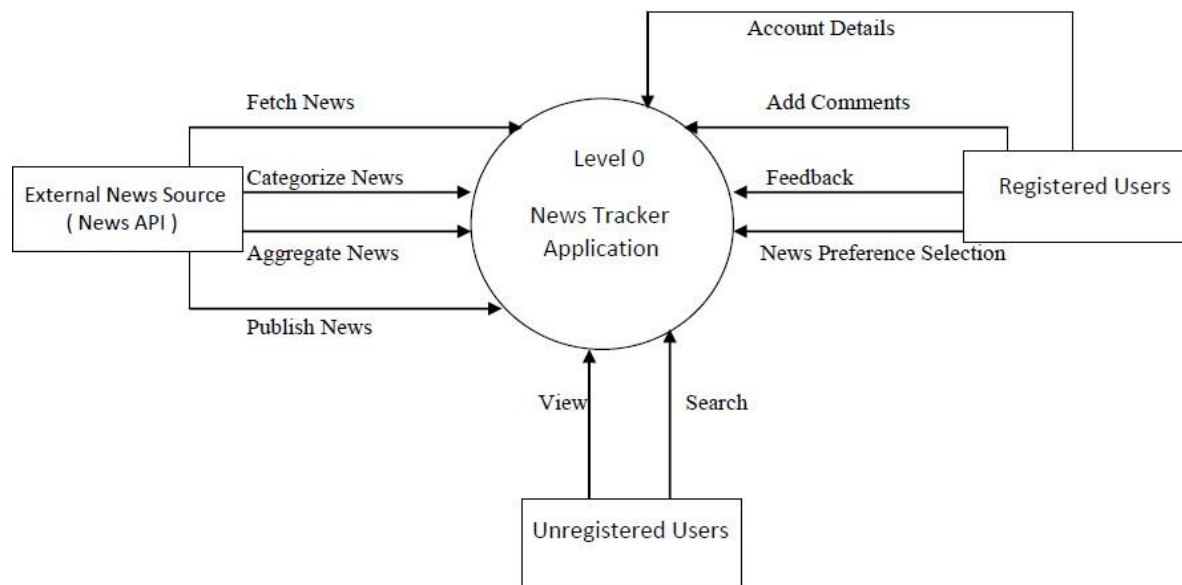 Account Details
Fetch News
Add Comments
Level 0
External News Source
( News API )
Categorize News
Feedback
Registered Users
News Tracker
Application
Aggregate News
News Preference Selection
Publish News
View
Search
Unregistered Users